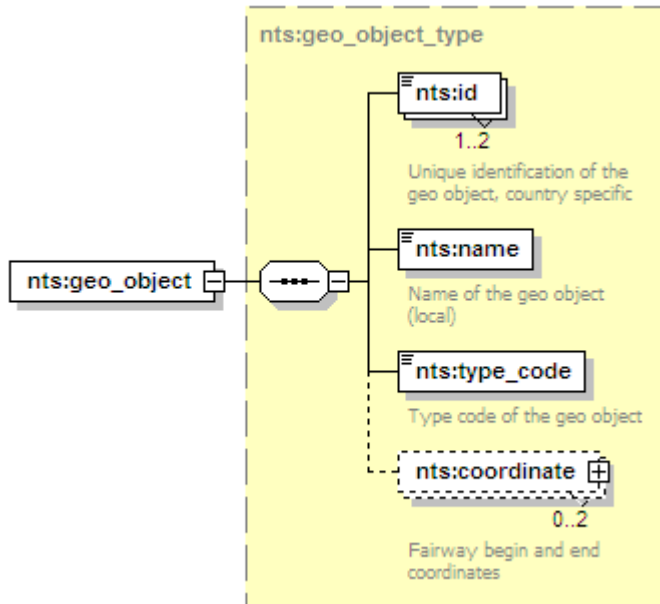 nts:geo_object_type
nts:id
1..2
Unique identification of the
geo object, country specific
nts:name
Name of the geo object
(local)
nts:geo_object
nts:type_code
Type code of the geo object
nts:coordinate
0..2
Fairway begin and end
coordinates